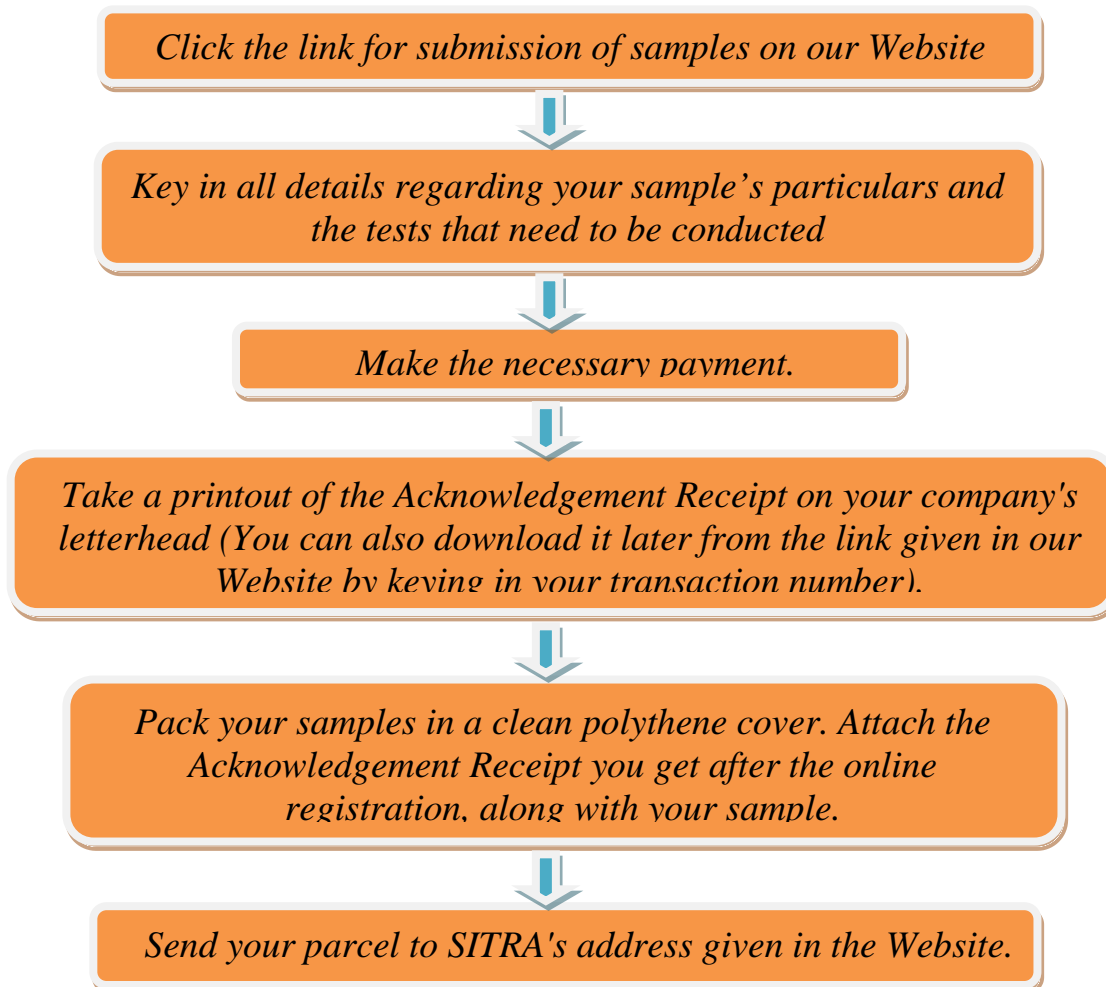 Click the link for submission of samples on our Website
Key in all details regarding your sample’s particulars and
the tests that need to be conducted
Make the necessary payment.
Take a printout of the Acknowledgement Receipt on your company's
letterhead (You can also download it later from the link given in our
Website by keying in your transaction number).
Pack your samples in a clean polythene cover. Attach the
Acknowledgement Receipt you get after the online
registration, along with your sample.
Send your parcel to SITRA's address given in the Website.